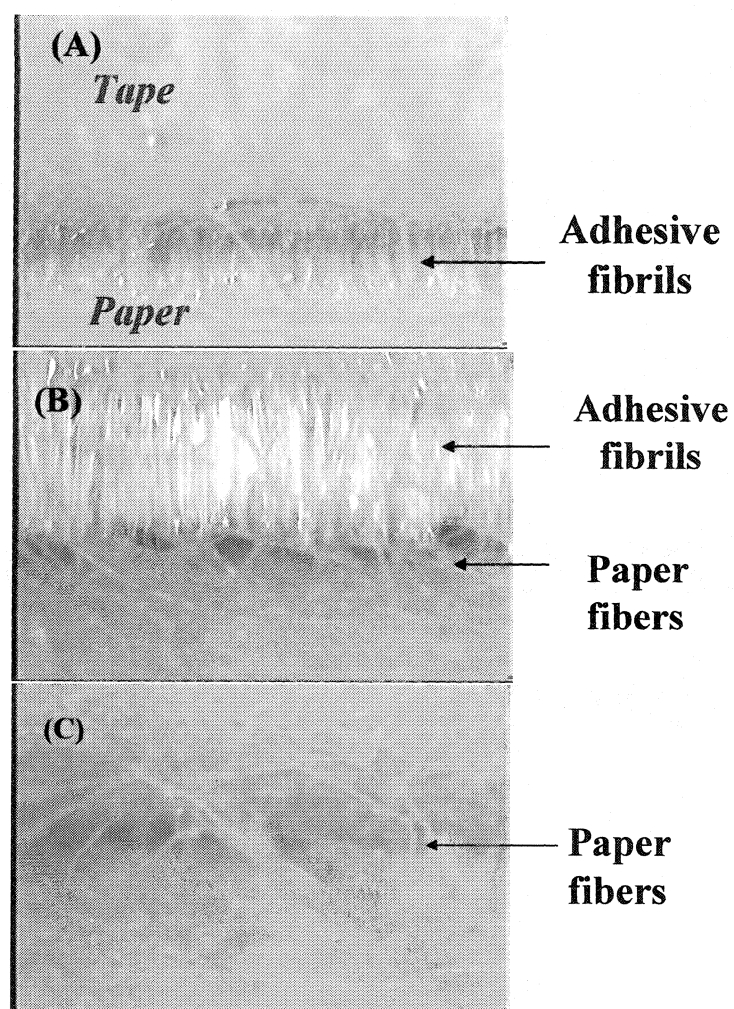 (A)
Tape
Adhesive
fibrils
Paper
(B)
Adhesive
fibrils
Paper
fibers
(C)
Paper
fibers